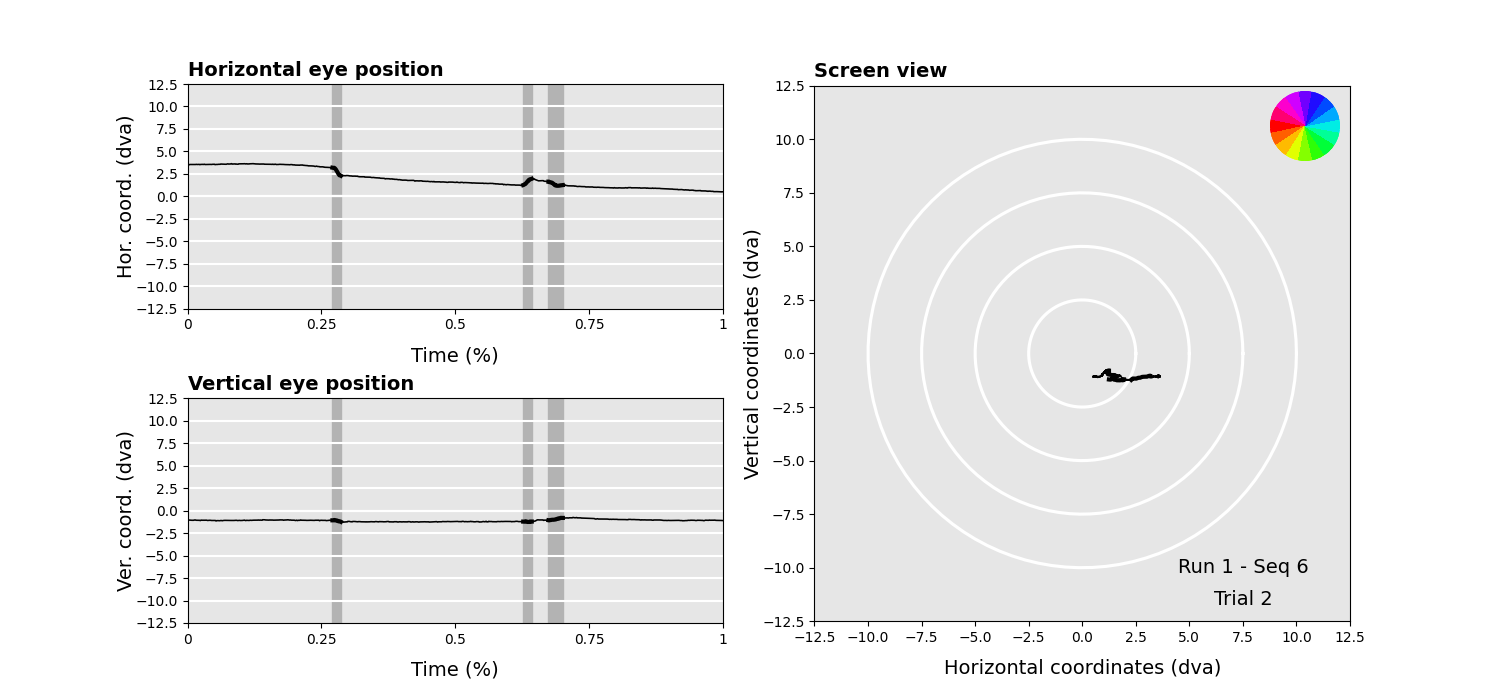 Horizontal eye position
Hor. coord. (dva)
12.5
10.0
7.5
5.0
2.5
0.0
−2.5
−5.0
−7.5
−10.0
−12.5
0 0.25 0.5 0.75 1
Time (%)
Vertical eye position
Ver. coord. (dva)
12.5
10.0
7.5
5.0
2.5
0.0
−2.5
−5.0
−7.5
−10.0
−12.5
0 0.25 0.5 0.75 1
Time (%)
Screen view
Vertical coordinates (dva)
12.5
10.0
7.5
5.0
2.5
0.0
−2.5
−5.0
−7.5
−10.0
−12.5
Run 1 - Seq 6
Trial 2
−12.5 −10.0 −7.5 −5.0 −2.5 0.0 2.5 5.0 7.5 10.0 12.5
Horizontal coordinates (dva)